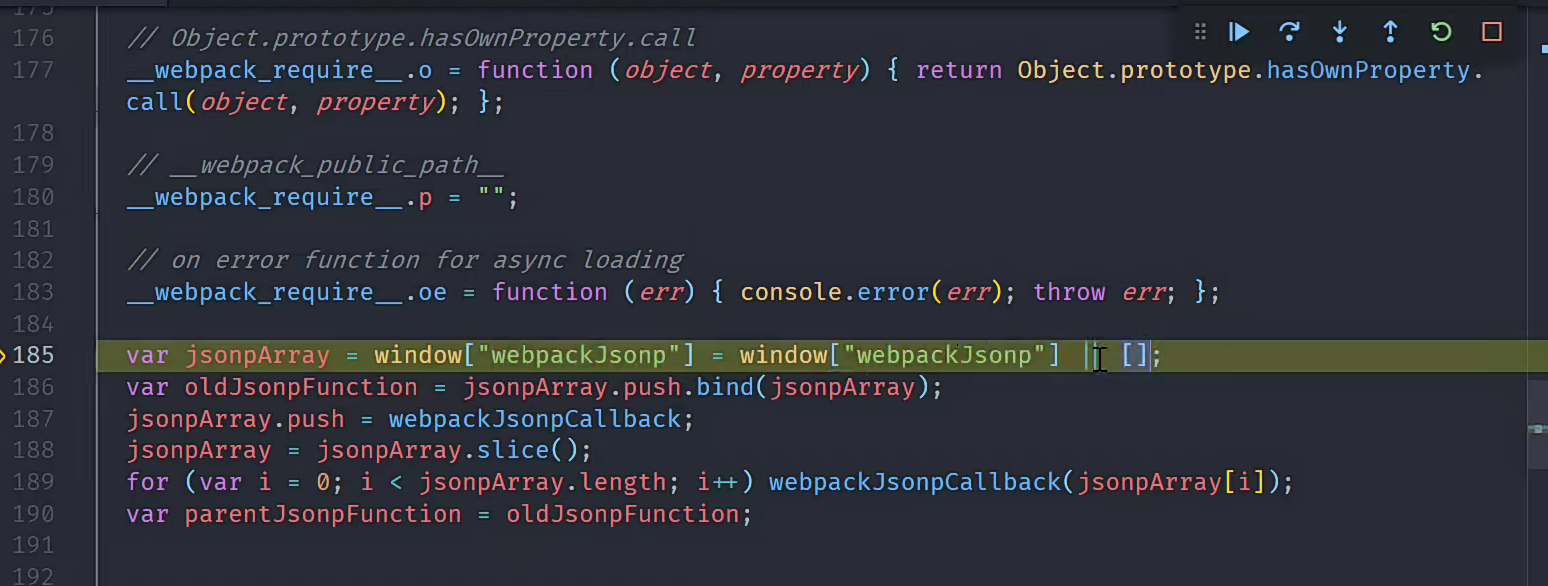 175
176 // Object.prototype.hasOwnProperty.call
177 __webpack_require__.o = function (object, property) { return Object.prototype.hasOwnProperty.
call(object, property); };
178
179 // __webpack_public_path__
180 __webpack_require__.p = "";
181
182 // on error function for async loading
183 __webpack_require__.oe = function (err) { console.error(err); throw err; };
184
185 var jsonpArray = window["webpackJsonp"] = window["webpackJsonp"] || [];
186 var oldJsonpFunction = jsonpArray.push.bind(jsonpArray);
187 jsonpArray.push = webpackJsonpCallback;
188 jsonpArray = jsonpArray.slice();
189 for (var i = 0; i < jsonpArray.length; i++) webpackJsonpCallback(jsonpArray[i]);
190 var parentJsonpFunction = oldJsonpFunction;
191
192